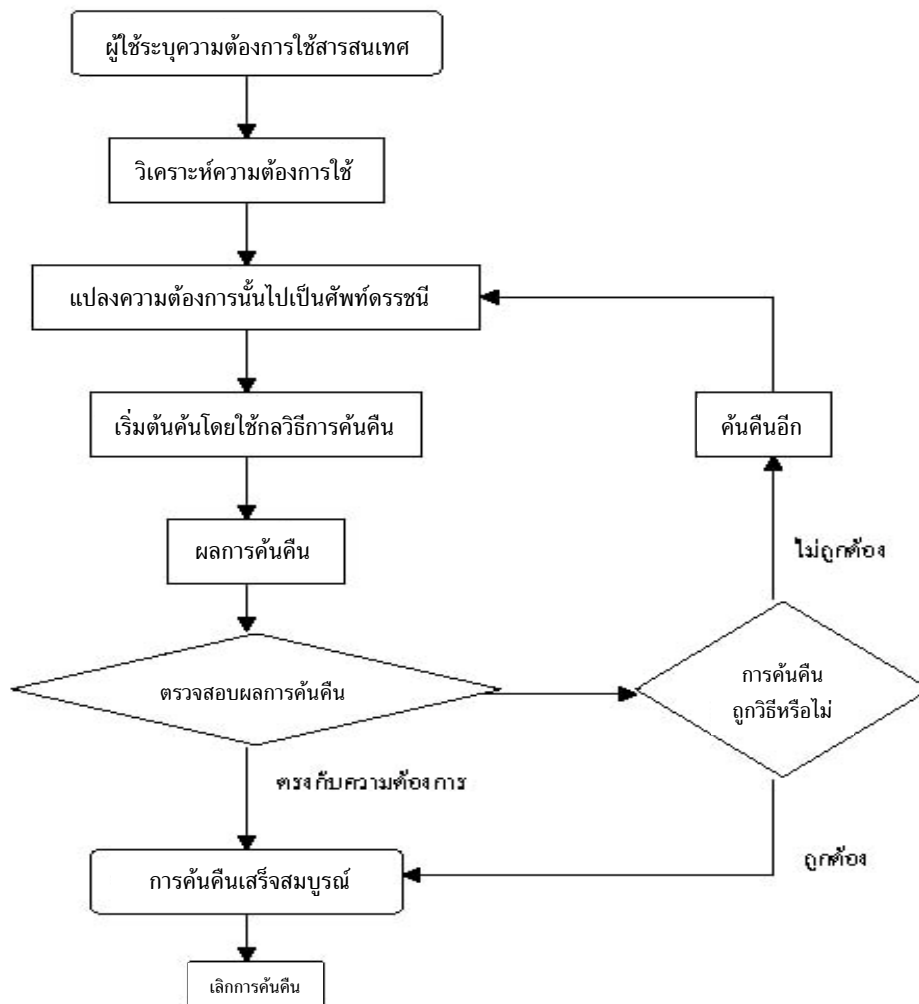 ผู้ใช้ระบุความต้องการใช้สารสนเทศ
วิเคราะห์ความต้องการใช้
แปลงความต้องการนั้นไปเป็นศัพท์ดรรชนี
เริ่มต้นค้นโดยใช้กลวิธีการค้นคืน
ค้นคืนอีก
ผลการค้นคืน
ไม่ถูกต้อง
ตรวจสอบผลการค้นคืน
การค้นคืน
ถูกวิธีหรือไม่
ตรงกับความต้องการ
ถูกต้อง
การค้นคืนเสร็จสมบูรณ์
เลิกการค้นคืน